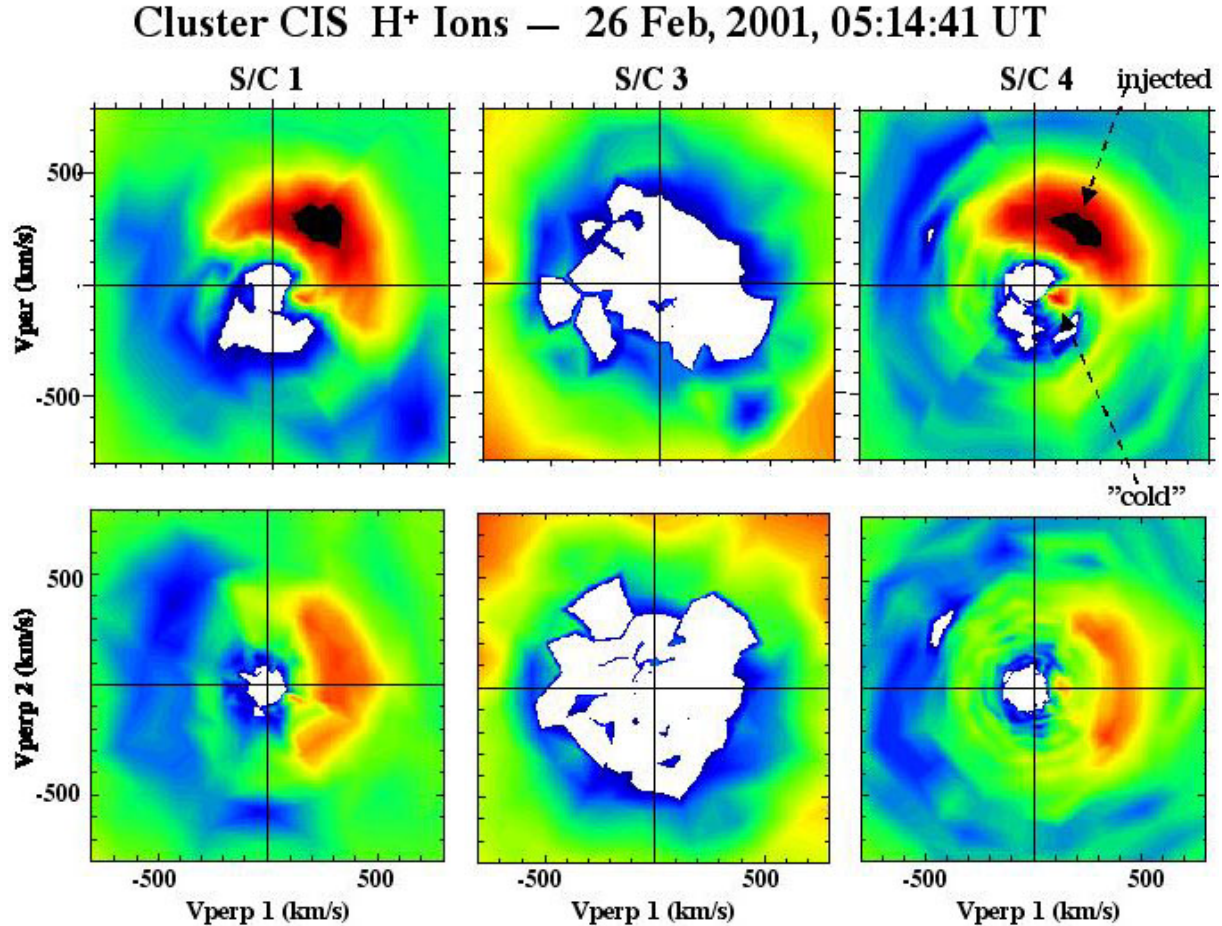 Cluster CIS H⁺ Ions — 26 Feb, 2001, 05:14:41 UT
S/C 1
S/C 3
S/C 4
injected
500
-500
Vpar (km/s)
"cold"
500
-500
Vperp 2 (km/s)
-500
500
-500
500
-500
500
Vperp 1 (km/s)
Vperp 1 (km/s)
Vperp 1 (km/s)